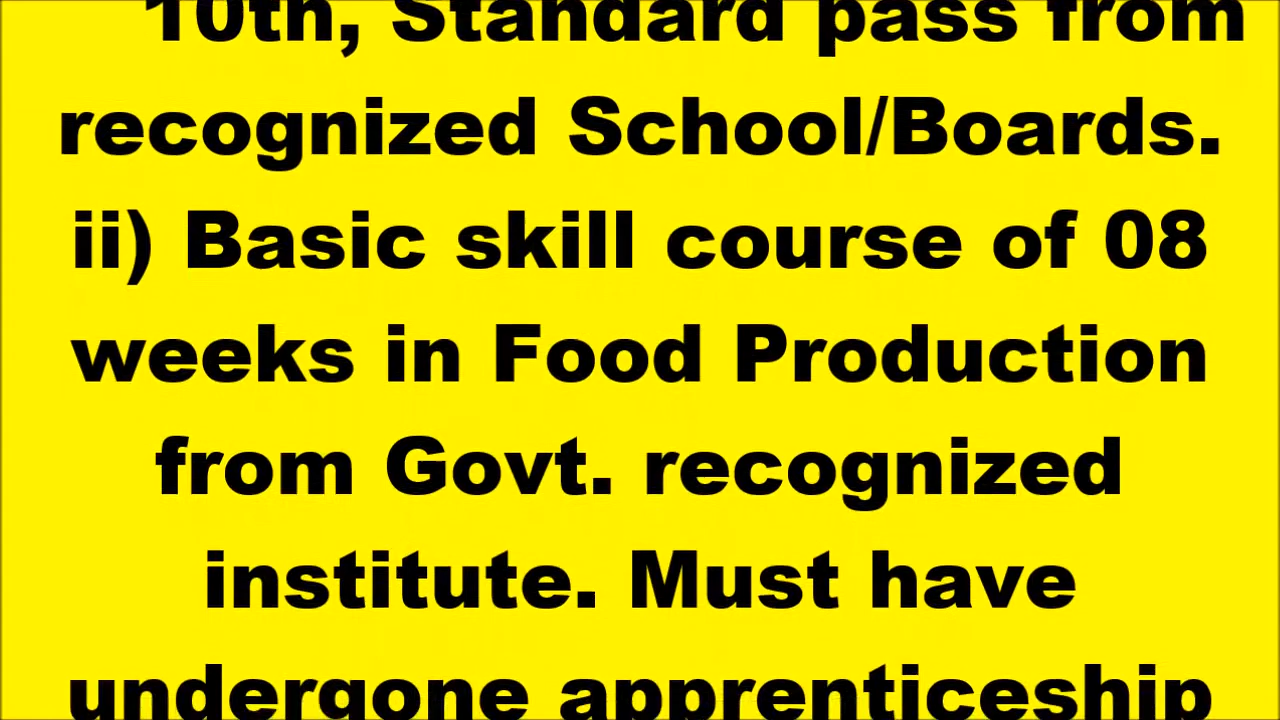 10th, Standard pass from
recognized School/Boards.
ii) Basic skill course of 08
weeks in Food Production
from Govt. recognized
institute. Must have
undergone apprenticeship